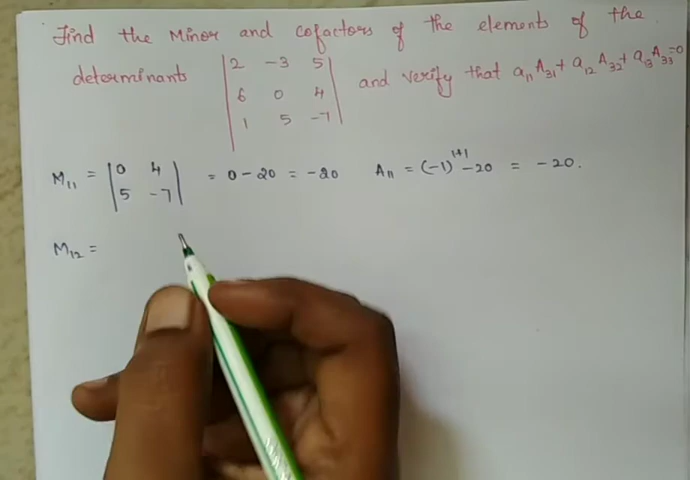 Find the Minor and cofactors of the elements of the
determinants | 2 -3 5 | and verify that a₁₁A₃₁ + a₁₂A₃₂ + a₁₃A₃₃=0
| 6 0 4 |
| 1 5 -7 |
M₁₁ = | 0 4 | = 0 - 20 = -20 A₁₁ = (-1)¹⁺¹ -20 = -20.
| 5 -7 |
M₁₂ =